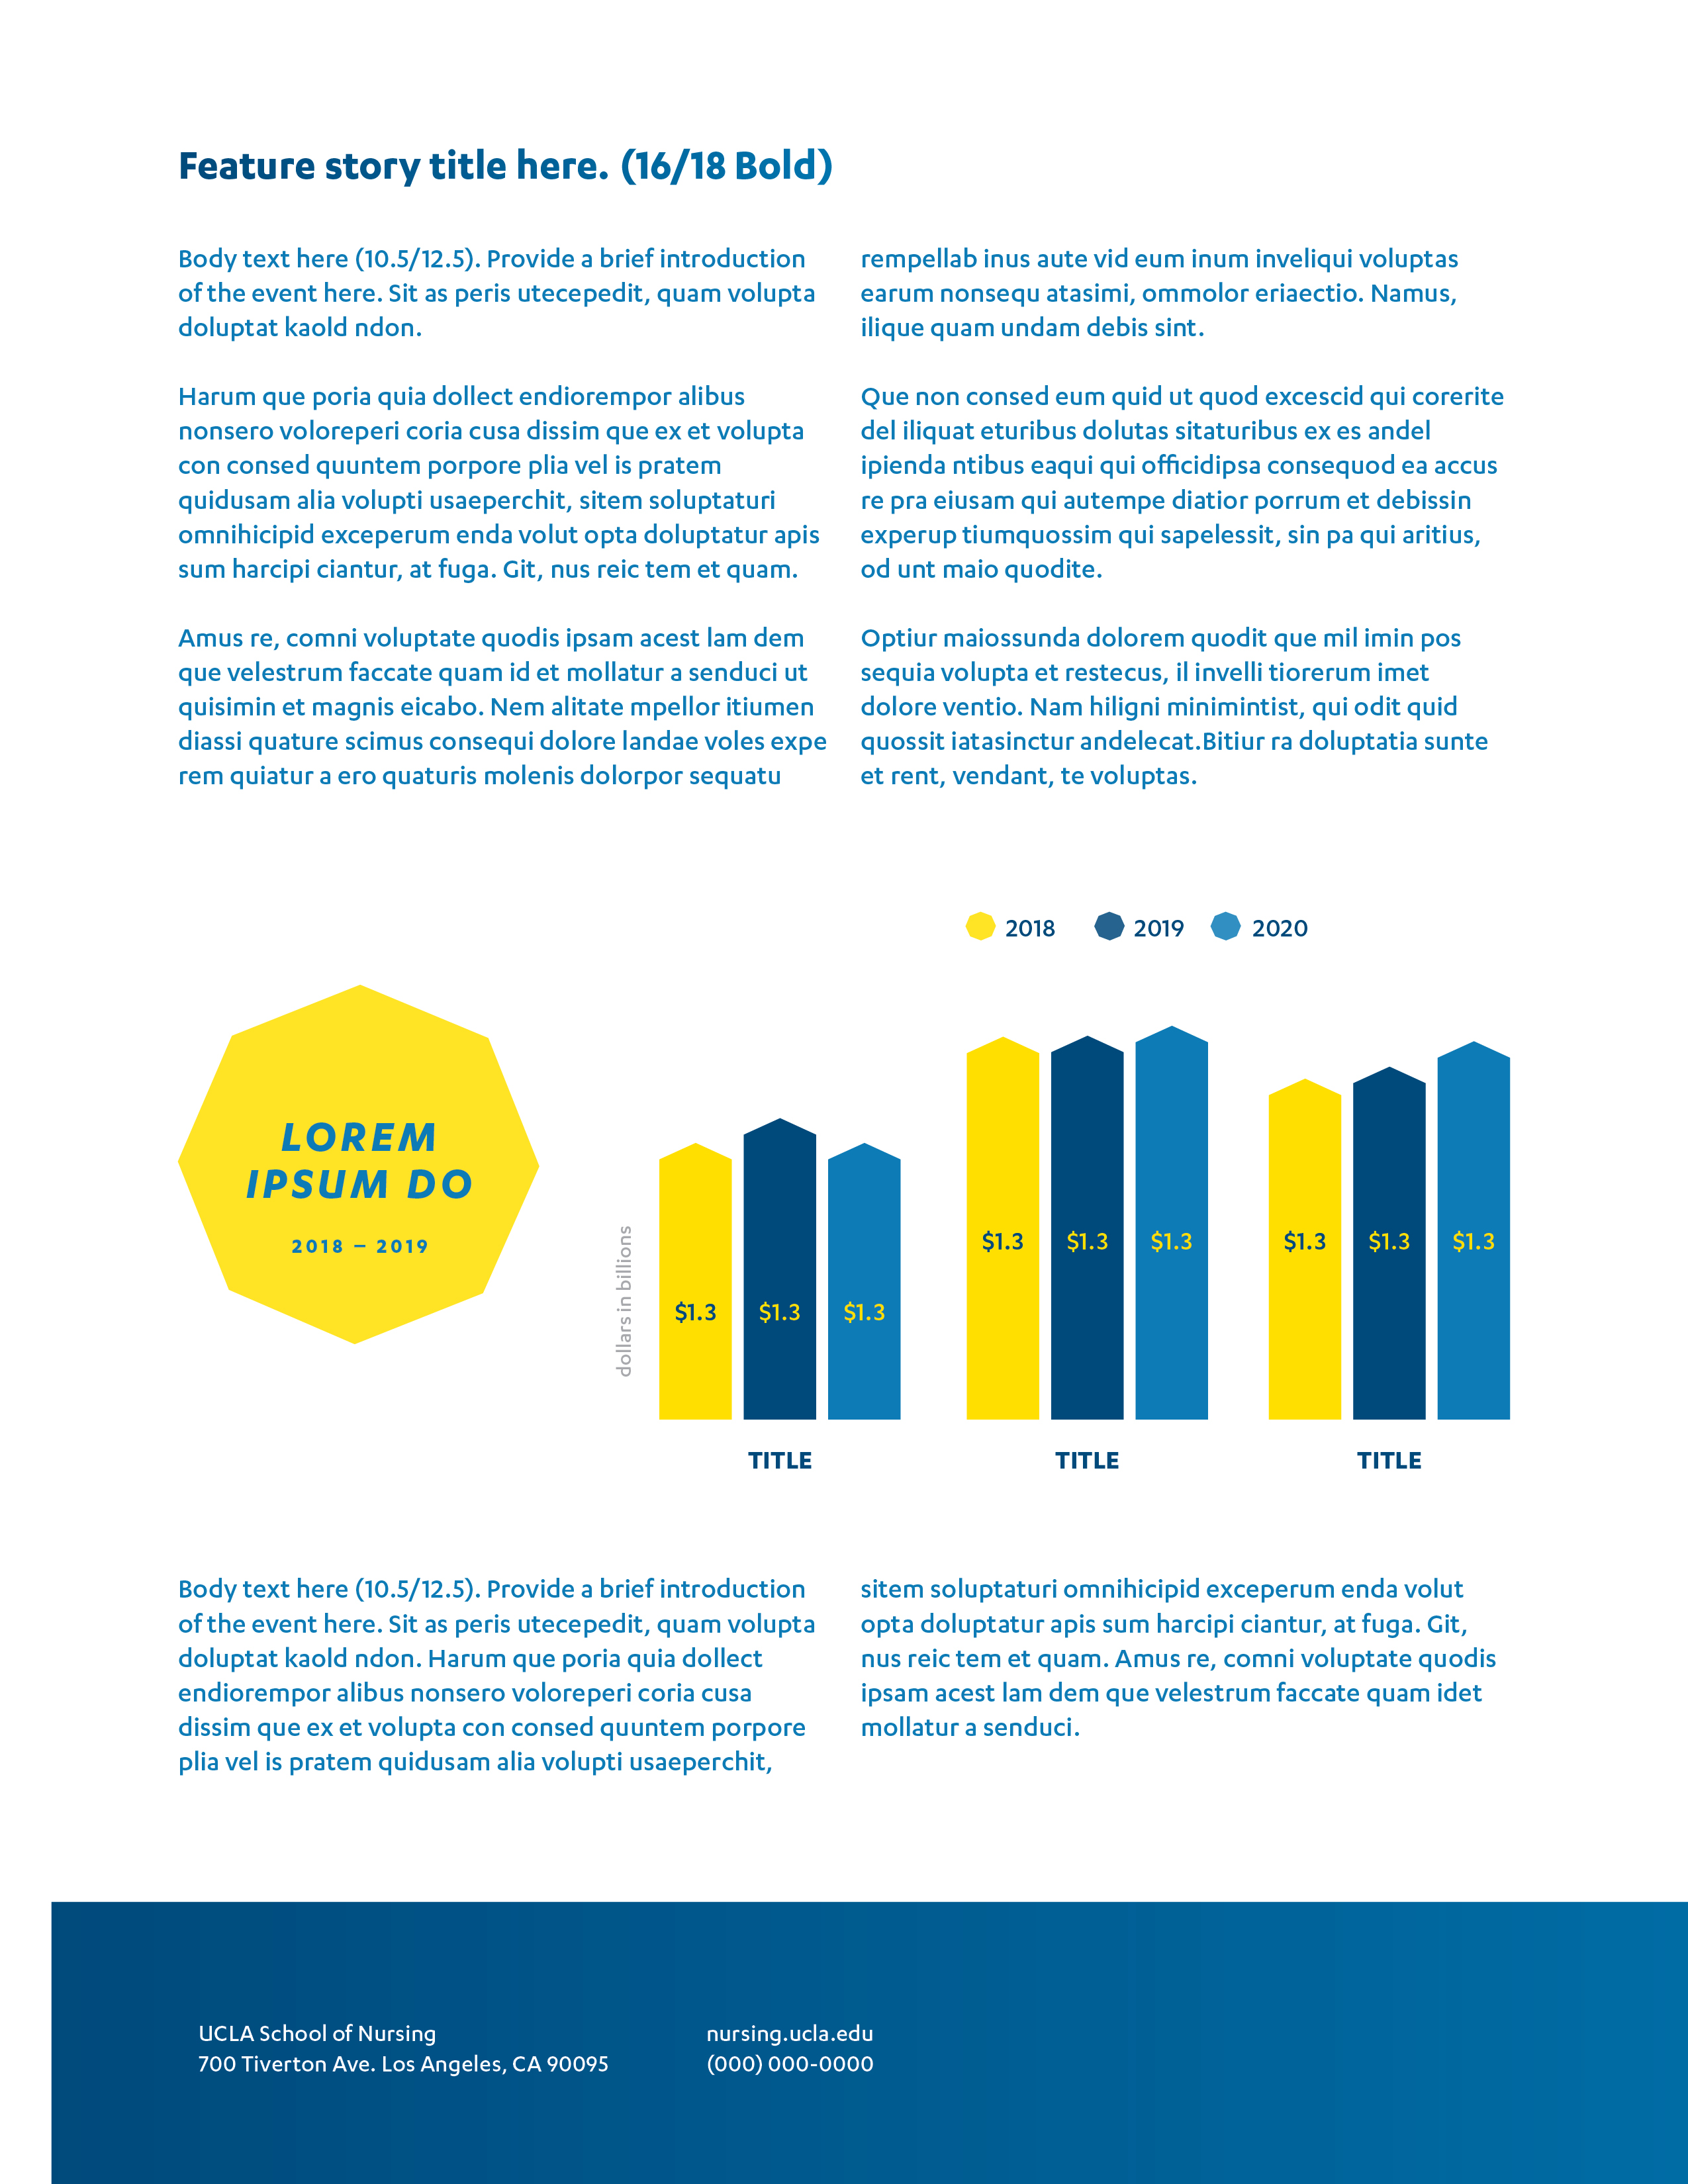 Feature story title here. (16/18 Bold)
Body text here (10.5/12.5). Provide a brief introduction
of the event here. Sit as peris utecepedit, quam volupta
doluptat kaold ndon.
Harum que poria quia dollect endiorempor alibus
nonsero voloreperi coria cusa dissim que ex et volupta
con consed quuntem porpore plia vel is pratem
quidusam alia volupti usaeperchit, sitem soluptaturi
omnihicipid exceperum enda volut opta doluptatur apis
sum harcipi ciantur, at fuga. Git, nus reic tem et quam.
Amus re, comni voluptate quodis ipsam acest lam dem
que velestrum faccate quam id et mollatur a senduci ut
quisimin et magnis eicabo. Nem alitate mpellor itiumen
diassi quature scimus consequi dolore landae voles expe
rem quiatur a ero quaturis molenis dolorpor sequatu
rempellab inus aute vid eum inum inveliqui voluptas
earum nonsequ atasimi, ommolor eriaectio. Namus,
ilique quam undam debis sint.
Que non consed eum quid ut quod excescid qui corerite
del iliquat eturibus dolutas sitaturibus ex es andel
ipienda ntibus eaqui qui officidipsa consequod ea accus
re pra eiusam qui autempe diatior porrum et debissin
experup tiumquossim qui sapelessit, sin pa qui aritius,
od unt maio quodite.
Optiur maiossunda dolorem quodit que mil imin pos
sequia volupta et restecus, il invelli tiorerum imet
dolore ventio. Nam hiligni minimintist, qui odit quid
quossit iatasinctur andelecat.Bitiur ra doluptatia sunte
et rent, vendant, te voluptas.
2018 2019 2020
LOREM
IPSUM DO
2018 – 2019
dollars in billions
$1.3 $1.3 $1.3
$1.3 $1.3 $1.3
$1.3 $1.3 $1.3
TITLE TITLE TITLE
Body text here (10.5/12.5). Provide a brief introduction
of the event here. Sit as peris utecepedit, quam volupta
doluptat kaold ndon. Harum que poria quia dollect
endiorempor alibus nonsero voloreperi coria cusa
dissim que ex et volupta con consed quuntem porpore
plia vel is pratem quidusam alia volupti usaeperchit,
sitem soluptaturi omnihicipid exceperum enda volut
opta doluptatur apis sum harcipi ciantur, at fuga. Git,
nus reic tem et quam. Amus re, comni voluptate quodis
ipsam acest lam dem que velestrum faccate quam idet
mollatur a senduci.
UCLA School of Nursing
700 Tiverton Ave. Los Angeles, CA 90095
nursing.ucla.edu
(000) 000-0000